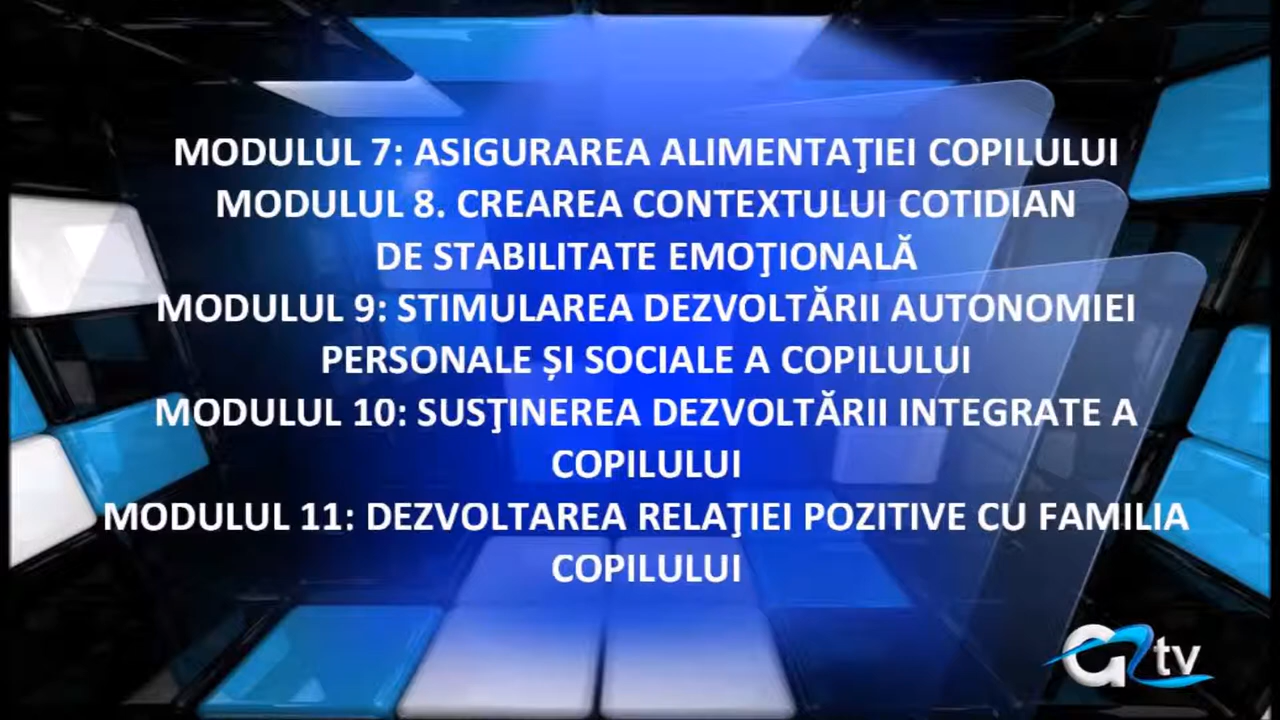 MODULUL 7: ASIGURAREA ALIMENTAŢIEI COPILULUI
MODULUL 8. CREAREA CONTEXTULUI COTIDIAN
DE STABILITATE EMOŢIONALĂ
MODULUL 9: STIMULAREA DEZVOLTĂRII AUTONOMIEI
PERSONALE ȘI SOCIALE A COPILULUI
MODULUL 10: SUSŢINEREA DEZVOLTĂRII INTEGRATE A
COPILULUI
MODULUL 11: DEZVOLTAREA RELAŢIEI POZITIVE CU FAMILIA
COPILULUI
tv